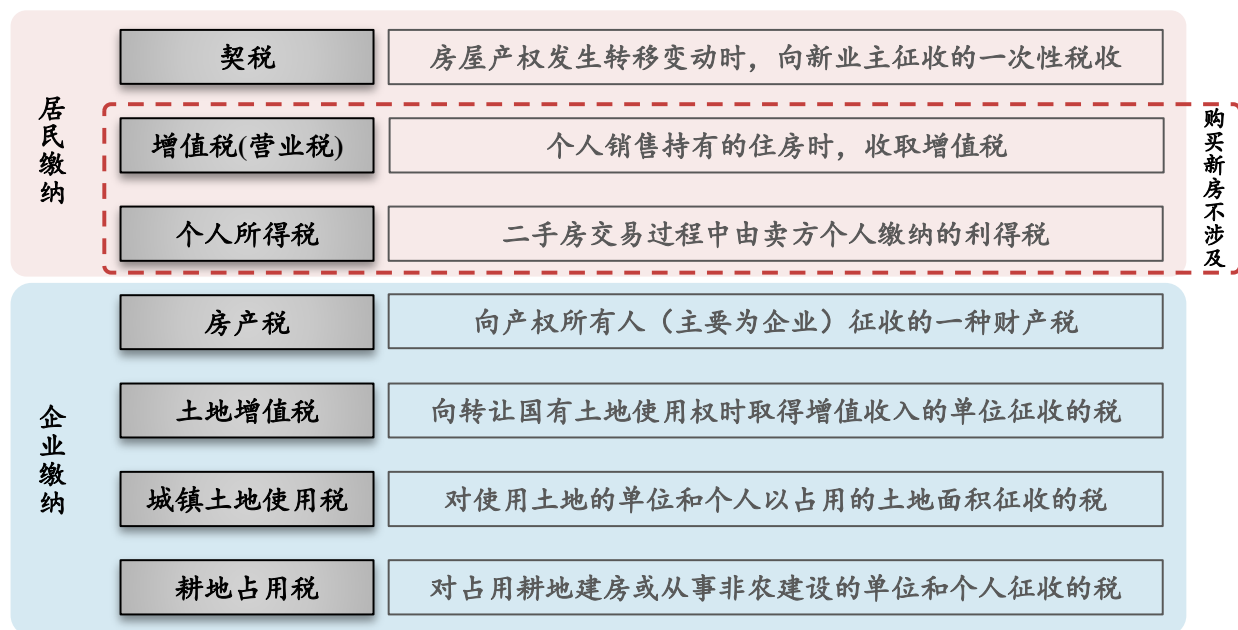 居民缴纳
契税
房屋产权发生转移变动时，向新业主征收的一次性税收
增值税(营业税)
个人销售持有的住房时，收取增值税
个人所得税
二手房交易过程中由卖方个人缴纳的利得税
购买新房不涉及
企业缴纳
房产税
向产权所有人（主要为企业）征收的一种财产税
土地增值税
向转让国有土地使用权时取得增值收入的单位征收的税
城镇土地使用税
对使用土地的单位和个人以占用的土地面积征收的税
耕地占用税
对占用耕地建房或从事非农建设的单位和个人征收的税